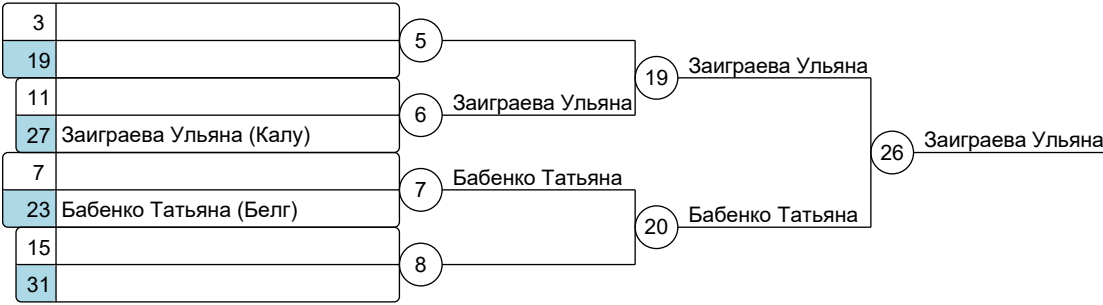 3
5
19
19
Заиграева Ульяна
11
6
Заиграева Ульяна
27 Заиграева Ульяна (Калу)
26
Заиграева Ульяна
7
7
Бабенко Татьяна
23 Бабенко Татьяна (Белг)
20
Бабенко Татьяна
15
8
31